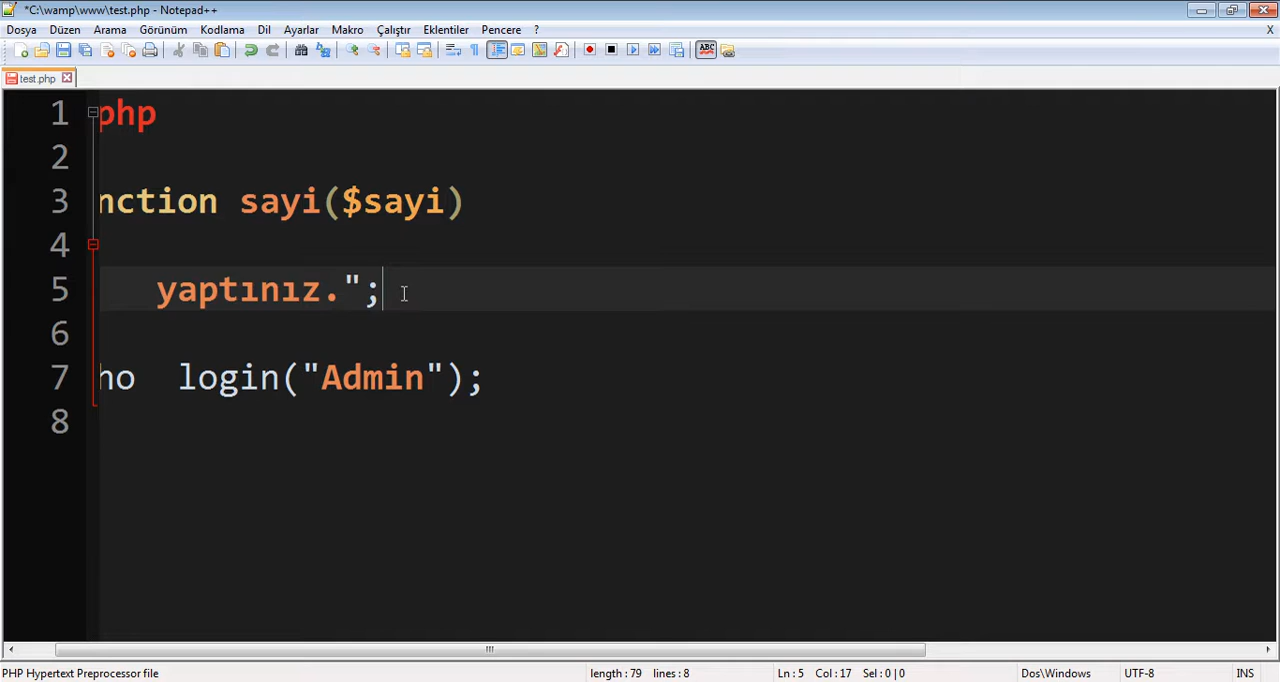 *C:\wamp\www\test.php - Notepad++
Dosya Düzen Arama Görünüm Kodlama Dil Ayarlar Makro Çalıştır Eklentiler Pencere ? X
ABC
test.php
1 php
2
3 nction sayi($sayi)
4
5 yaptınız.";
6
7 ho login("Admin");
8
PHP Hypertext Preprocessor file length : 79 lines : 8 Ln : 5 Col : 17 Sel : 0 | 0 Dos\Windows UTF-8 INS